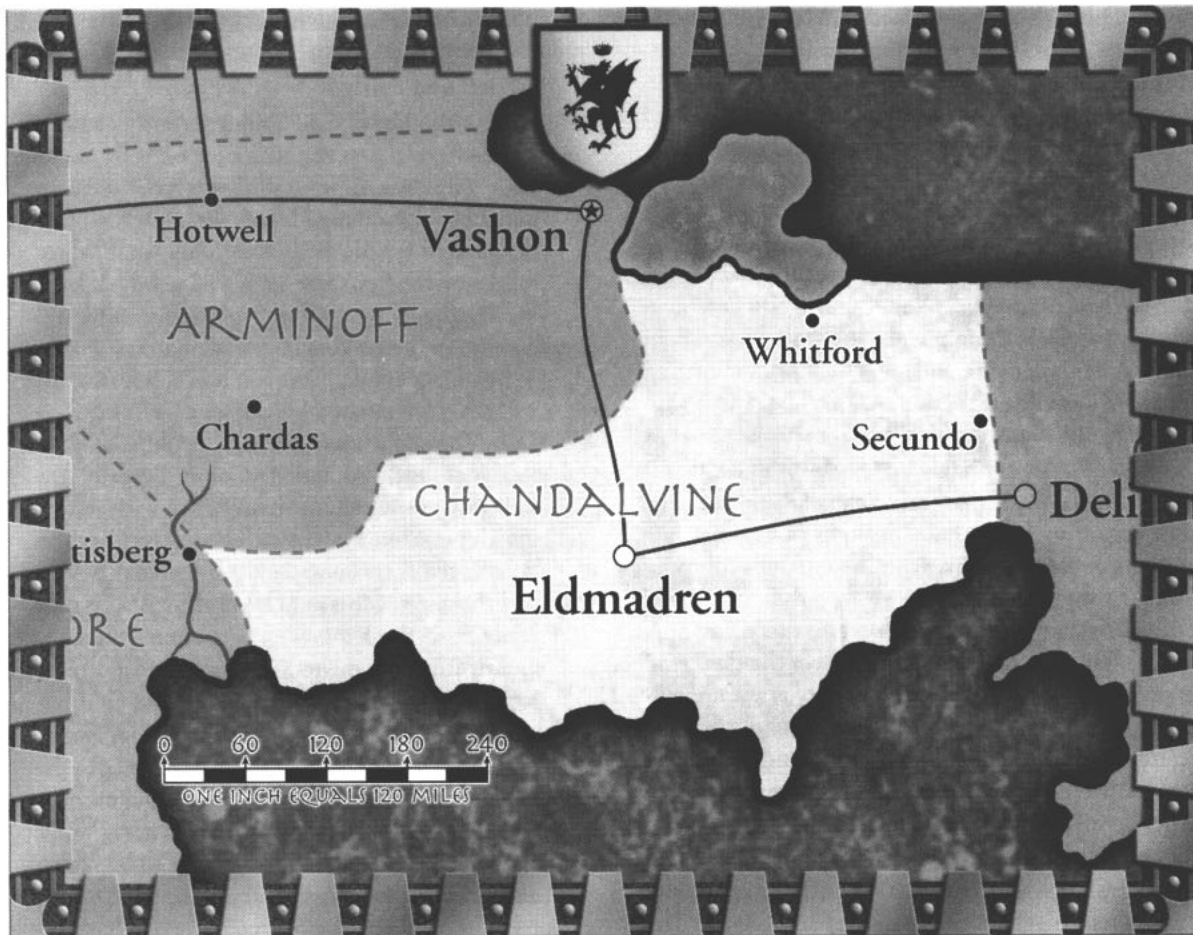 Hotwell
Vashon
ARMINOFF
Whitford
Chardas
Secundo
CHANDALVINE
Deli
tisberg
Eldmadren
ORE
0 60 120 180 240
ONE INCH EQUALS 120 MILES